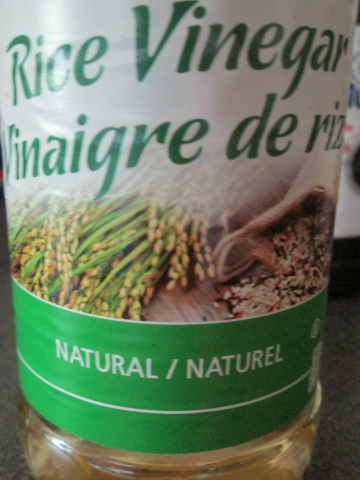 Rice Vinegar
Vinaigre de riz
NATURAL / NATUREL